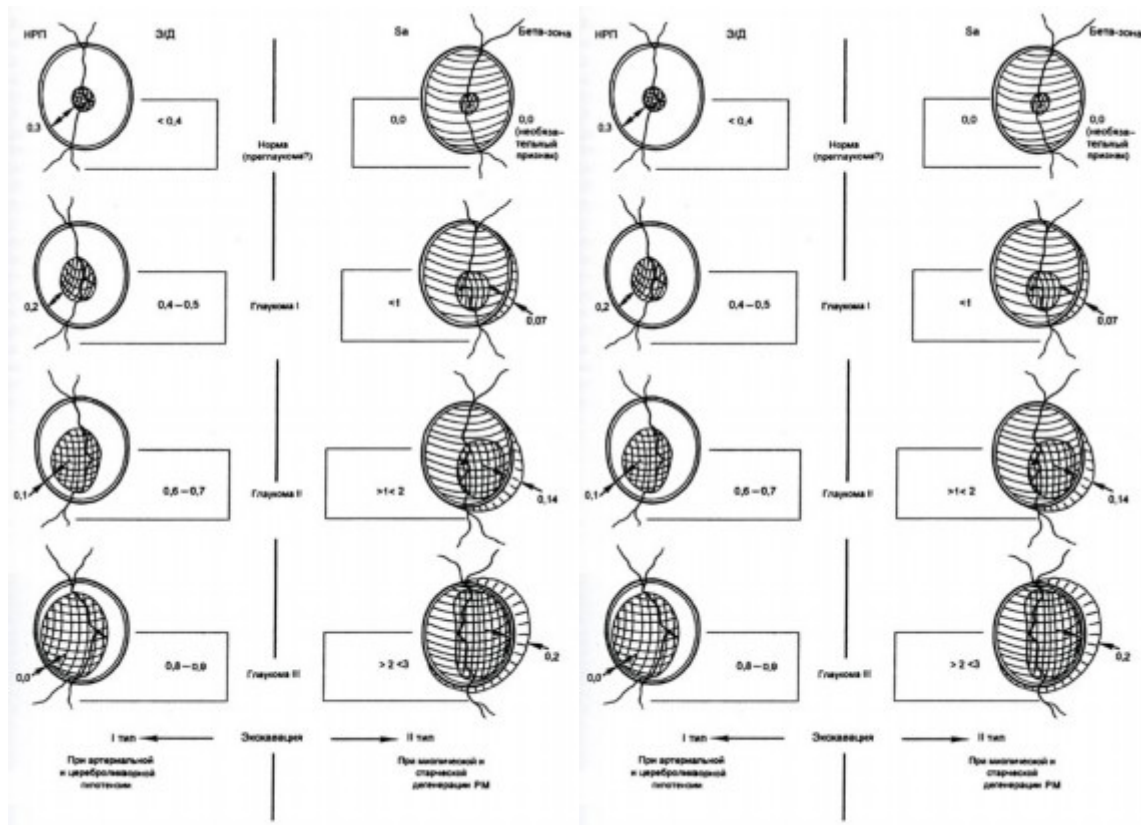 НРП Э/Д Sa Бета-зона
0,3 < 0,4 0,0 0,0
(необяза-
тельный
признак)
Норма
(преглаукома?)
0,2 0,4 – 0,5 Глаукома I <1 0,07
0,1 0,6 – 0,7 Глаукома II >1< 2 0,14
0,0 0,8 – 0,9 Глаукома III > 2 <3 0,2
I тип Экскавация II тип
При артериальной
и цереброликворной
гипотензии
При миопической и
старческой
дегенерации РМ
НРП Э/Д Sa Бета-зона
0,3 < 0,4 0,0 0,0
(необяза-
тельный
признак)
Норма
(преглаукома?)
0,2 0,4 – 0,5 Глаукома I <1 0,07
0,1 0,6 – 0,7 Глаукома II >1< 2 0,14
0,0 0,8 – 0,9 Глаукома III > 2 <3 0,2
I тип Экскавация II тип
При артериальной
и цереброликворной
гипотензии
При миопической и
старческой
дегенерации РМ